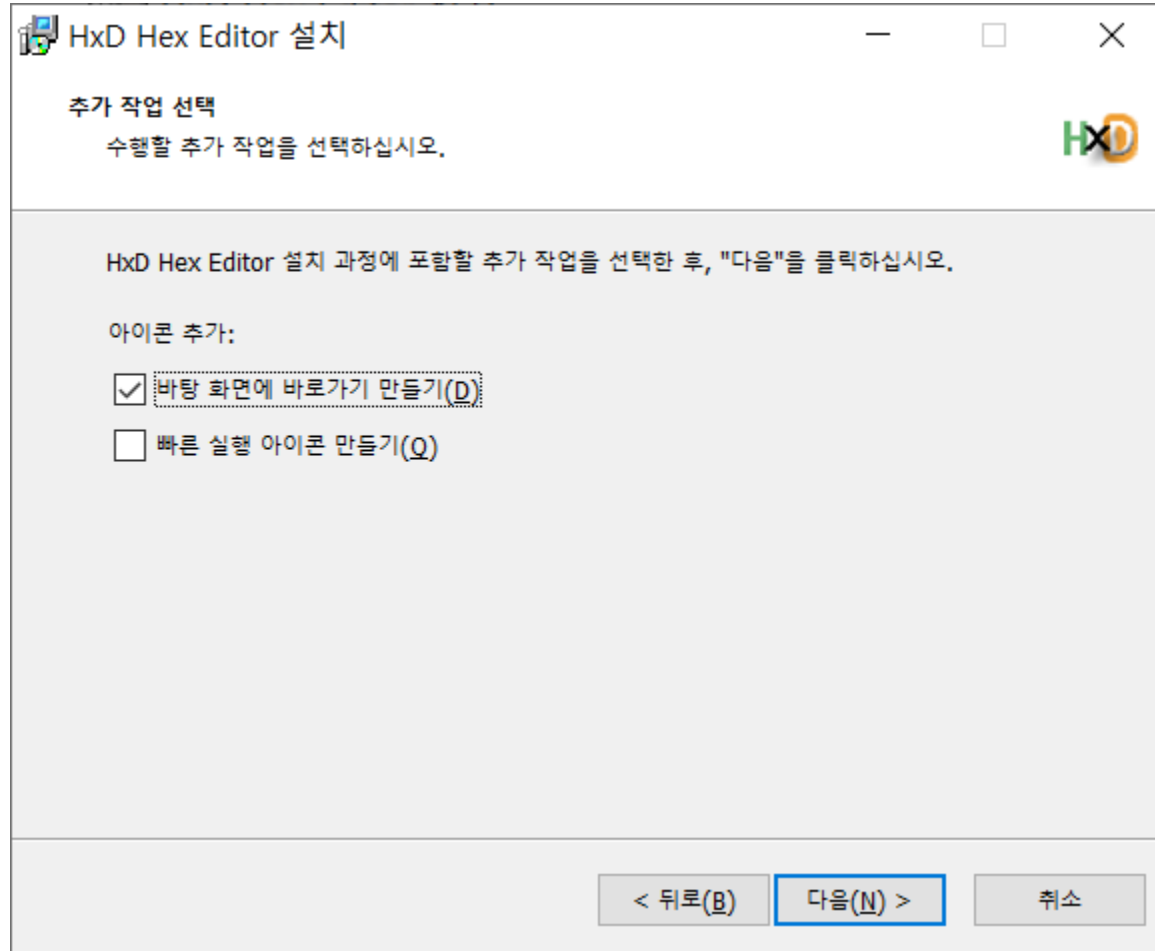 HxD Hex Editor 설치
추가 작업 선택
수행할 추가 작업을 선택하십시오.
HxD
HxD Hex Editor 설치 과정에 포함할 추가 작업을 선택한 후, "다음"을 클릭하십시오.
아이콘 추가:
바탕 화면에 바로가기 만들기(D)
빠른 실행 아이콘 만들기(Q)
< 뒤로(B) 다음(N) > 취소